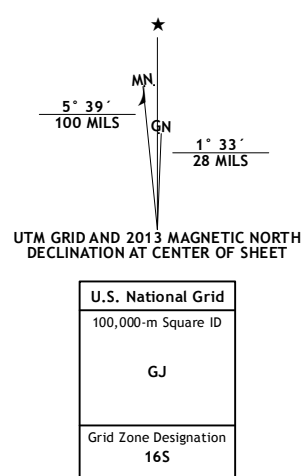 ★
MN.
5° 39´
100 MILS
GN
1° 33´
28 MILS
UTM GRID AND 2013 MAGNETIC NORTH
DECLINATION AT CENTER OF SHEET
U.S. National Grid
100,000-m Square ID
GJ
Grid Zone Designation
16S